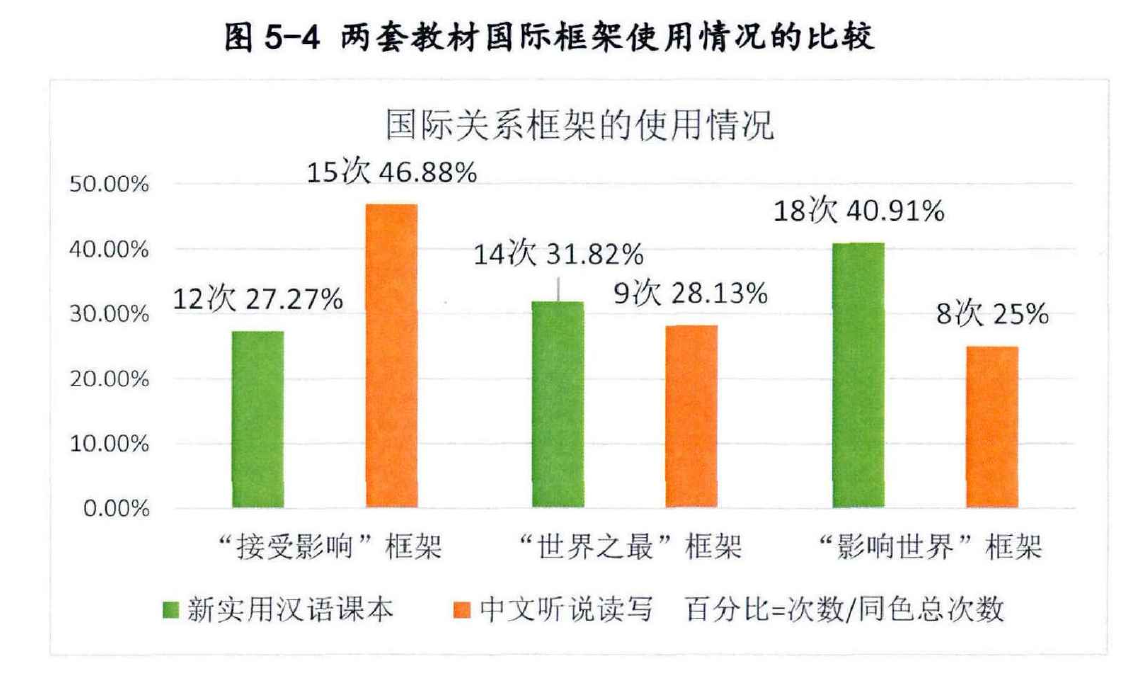 图 5-4 两套教材国际框架使用情况的比较
国际关系框架的使用情况
50.00%
40.00%
30.00%
20.00%
10.00%
0.00%
12次 27.27%
15次 46.88%
14次 31.82%
9次 28.13%
18次 40.91%
8次 25%
“接受影响”框架 “世界之最”框架 “影响世界”框架
新实用汉语课本 中文听说读写 百分比=次数/同色总次数